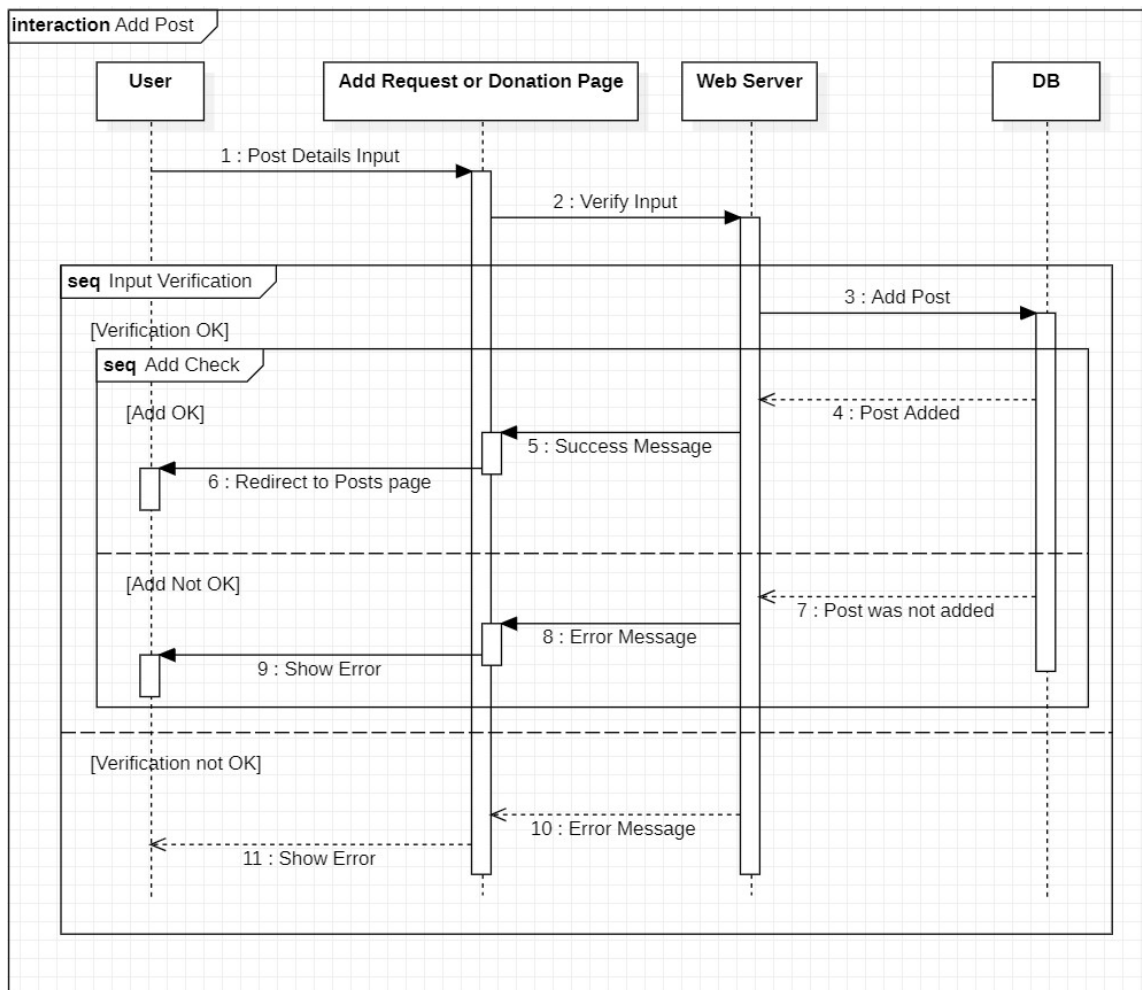 interaction Add Post
User
Add Request or Donation Page
Web Server
DB
1 : Post Details Input
2 : Verify Input
seq Input Verification
3 : Add Post
[Verification OK]
seq Add Check
[Add OK]
4 : Post Added
5 : Success Message
6 : Redirect to Posts page
[Add Not OK]
7 : Post was not added
8 : Error Message
9 : Show Error
[Verification not OK]
10 : Error Message
11 : Show Error